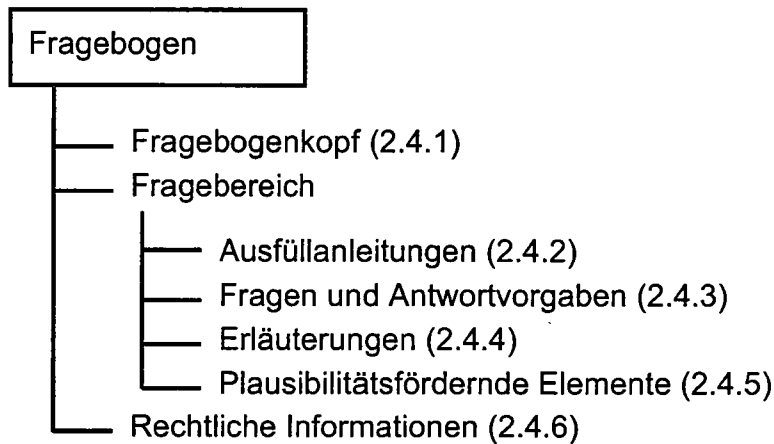 Fragebogen
Fragebogenkopf (2.4.1)
Fragebereich
Ausfüllanleitungen (2.4.2)
Fragen und Antwortvorgaben (2.4.3)
Erläuterungen (2.4.4)
Plausibilitätsfördernde Elemente (2.4.5)
Rechtliche Informationen (2.4.6)